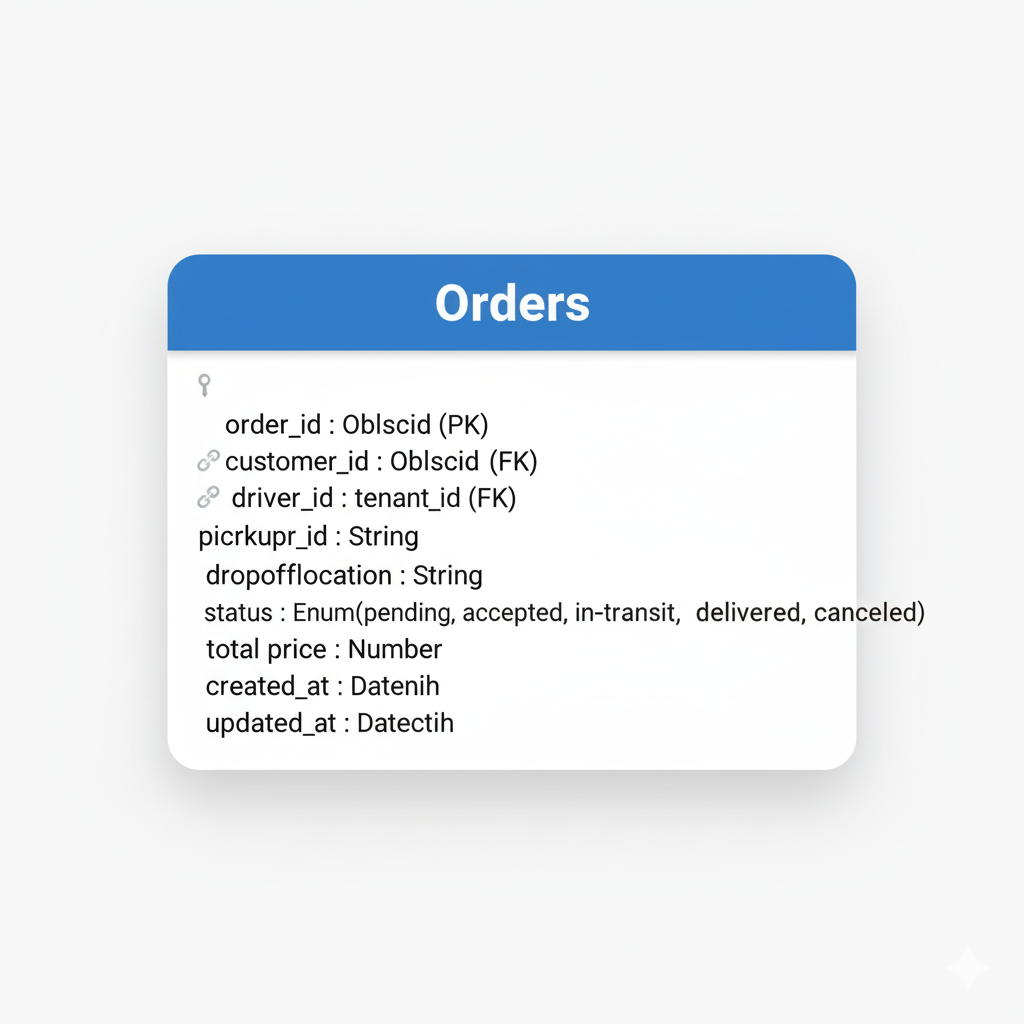 Orders
order_id : Oblscid (PK)
customer_id : Oblscid (FK)
driver_id : tenant_id (FK)
picrkupr_id : String
dropofflocation : String
status : Enum(pending, accepted, in-transit, delivered, canceled)
total price : Number
created_at : Datenih
updated_at : Datectih